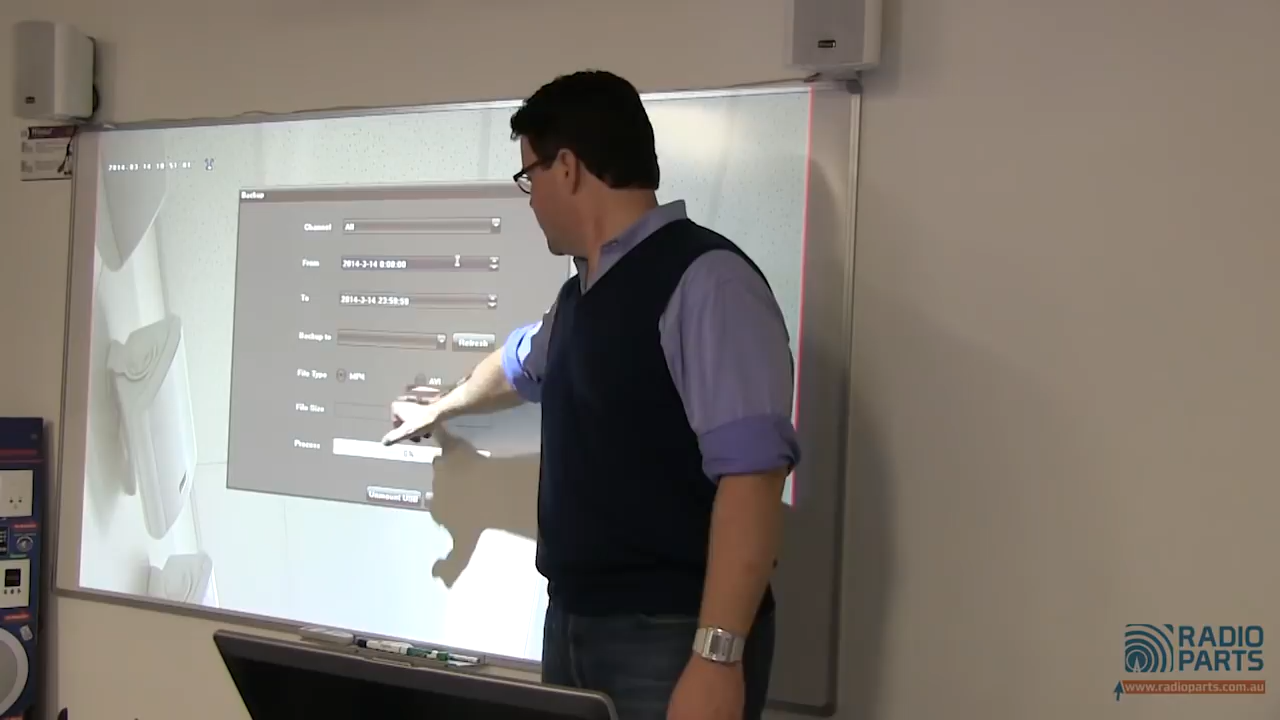 2014-03-14 10:51:01
Backup
Channel
All
From
2014-3-14 0:00:00
To
2014-3-14 23:59:59
Backup to
Refresh
File Type
MP4
AVI
File Size
Process
0%
Unmount USB
RADIO
PARTS
www.radioparts.com.au